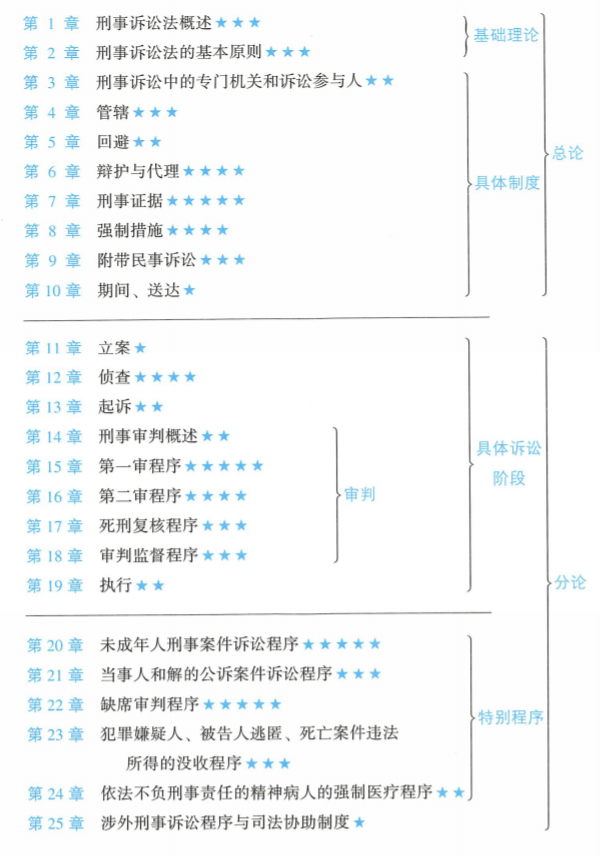 第 1 章 刑事诉讼法概述★★★
第 2 章 刑事诉讼法的基本原则★★★
基础理论
第 3 章 刑事诉讼中的专门机关和诉讼参与人★★
第 4 章 管辖★★★
第 5 章 回避★★
第 6 章 辩护与代理★★★★
第 7 章 刑事证据★★★★★
第 8 章 强制措施★★★★
第 9 章 附带民事诉讼★★★
第 10 章 期间、送达★
具体制度
总论
第 11 章 立案★
第 12 章 侦查★★★★
第 13 章 起诉★★
第 14 章 刑事审判概述★★
第 15 章 第一审程序★★★★★
第 16 章 第二审程序★★★★
第 17 章 死刑复核程序★★★
第 18 章 审判监督程序★★★
审判
第 19 章 执行★★
具体诉讼
阶段
第 20 章 未成年人刑事案件诉讼程序★★★★★
第 21 章 当事人和解的公诉案件诉讼程序★★★
第 22 章 缺席审判程序★★★★★
第 23 章 犯罪嫌疑人、被告人逃匿、死亡案件违法
所得的没收程序★★★
第 24 章 依法不负刑事责任的精神病人的强制医疗程序★★
特别程序
第 25 章 涉外刑事诉讼程序与司法协助制度★
分论